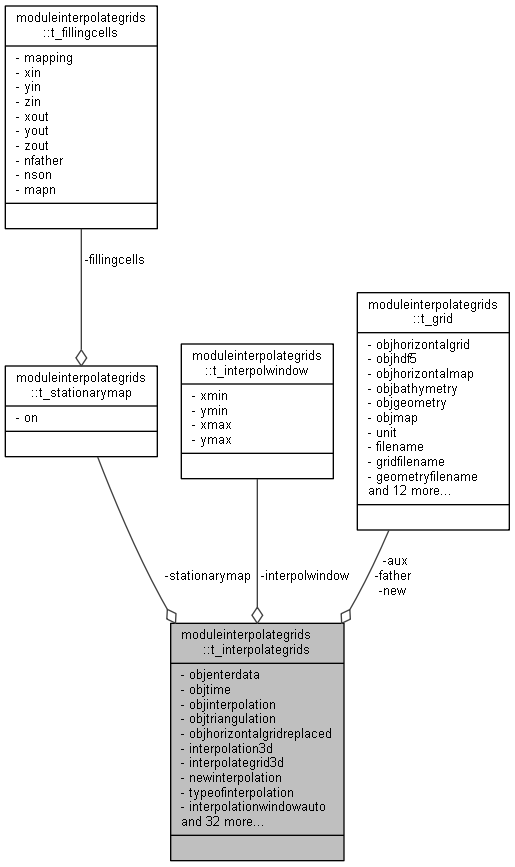 moduleinterpolategrids
::t_fillingcells
- mapping
- xin
- yin
- zin
- xout
- yout
- zout
- nfather
- nson
- mapn
-fillingcells
moduleinterpolategrids
::t_stationarymap
- on
moduleinterpolategrids
::t_interpolwindow
- xmin
- ymin
- xmax
- ymax
moduleinterpolategrids
::t_grid
- objhorizontalgrid
- objhdf5
- objhorizontalmap
- objbathymetry
- objgeometry
- objmap
- unit
- filename
- gridfilename
- geometryfilename
and 12 more...
-stationarymap
-interpolwindow
-aux
-father
-new
moduleinterpolategrids
::t_interpolategrids
- objenterdata
- objtime
- objinterpolation
- objtriangulation
- objhorizontalgridreplaced
- interpolation3d
- interpolategrid3d
- newinterpolation
- typeofinterpolation
- interpolationwindowauto
and 32 more...